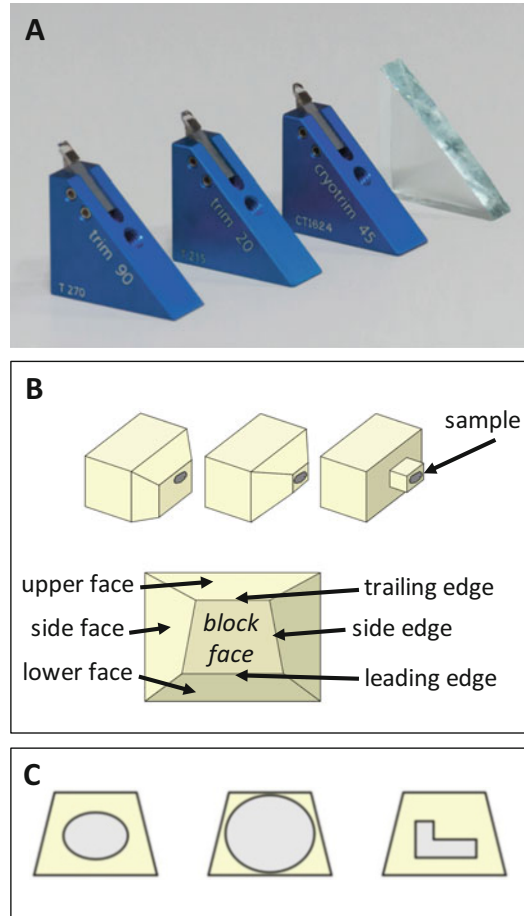 A
trim 90
T 270
trim 20
T 215
cryotrim 45
CT1624
B
sample
upper face
trailing edge
side face
block
face
side edge
lower face
leading edge
C